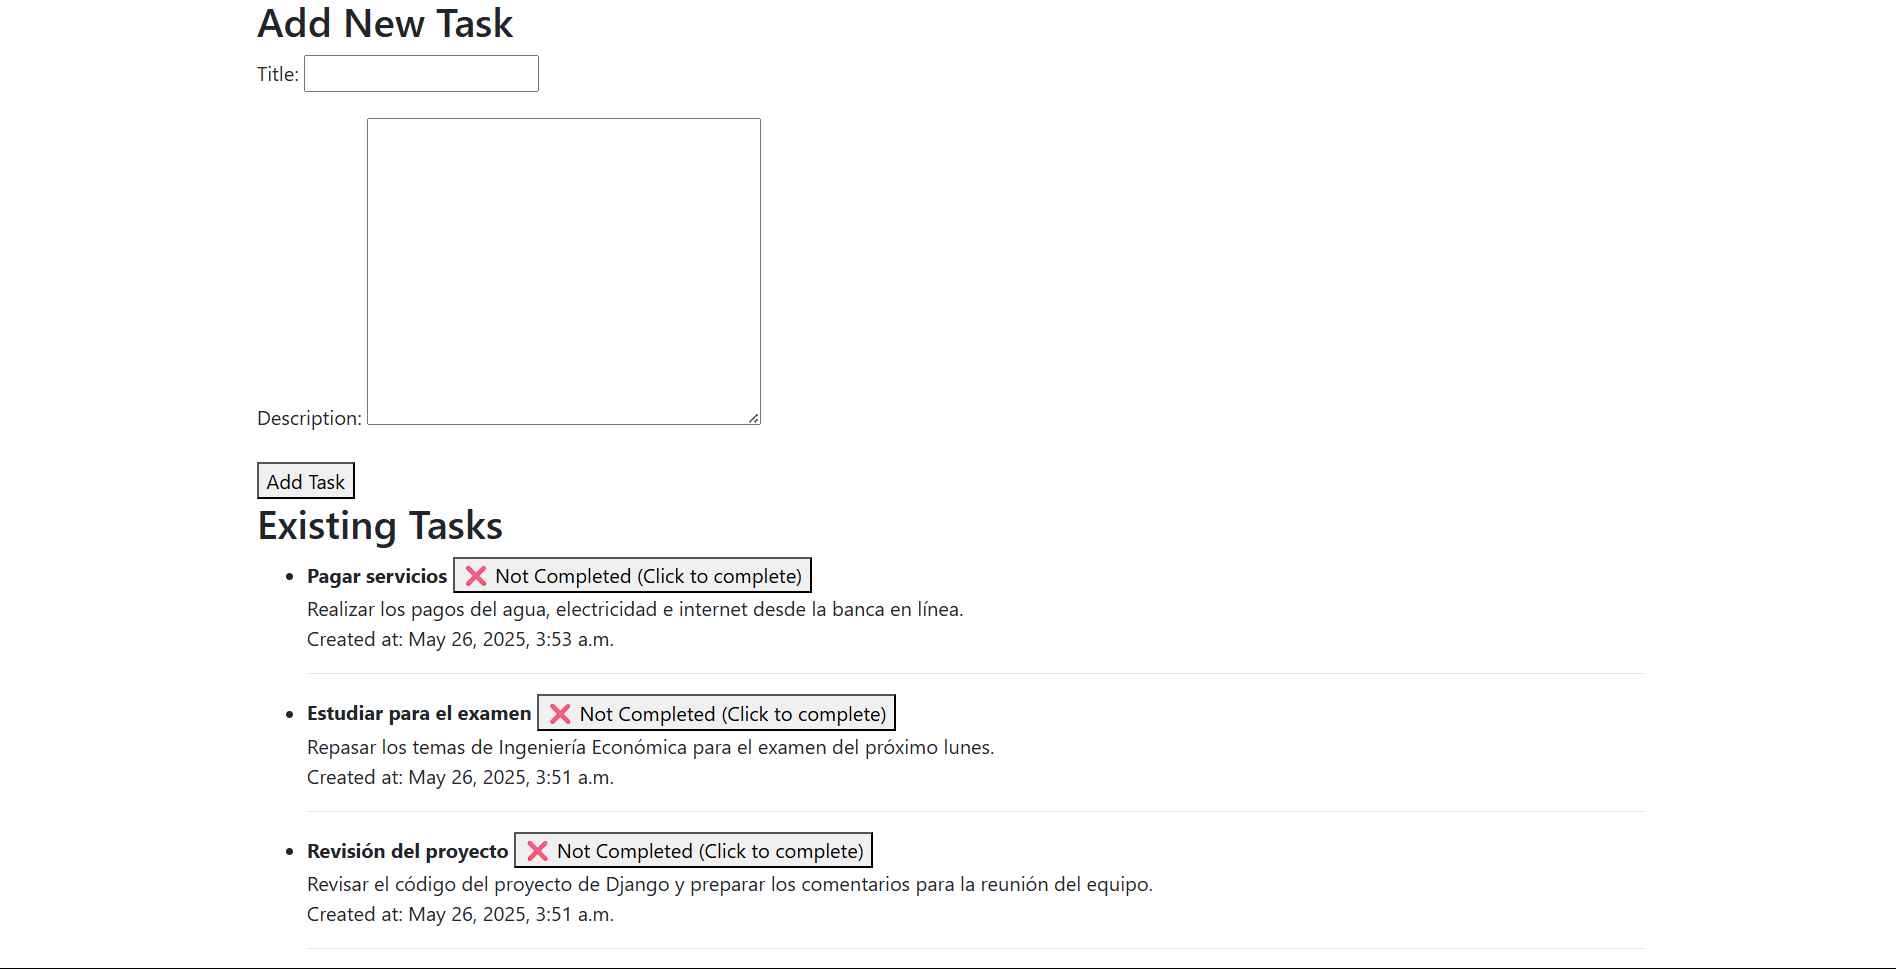 Add New Task
Title:
Description:
Add Task
Existing Tasks
Pagar servicios ❌ Not Completed (Click to complete)
Realizar los pagos del agua, electricidad e internet desde la banca en línea.
Created at: May 26, 2025, 3:53 a.m.
Estudiar para el examen ❌ Not Completed (Click to complete)
Repasar los temas de Ingeniería Económica para el examen del próximo lunes.
Created at: May 26, 2025, 3:51 a.m.
Revisión del proyecto ❌ Not Completed (Click to complete)
Revisar el código del proyecto de Django y preparar los comentarios para la reunión del equipo.
Created at: May 26, 2025, 3:51 a.m.